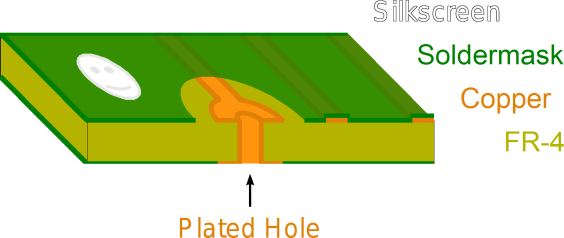 Silkscreen
Soldermask
Copper
FR-4
Plated Hole